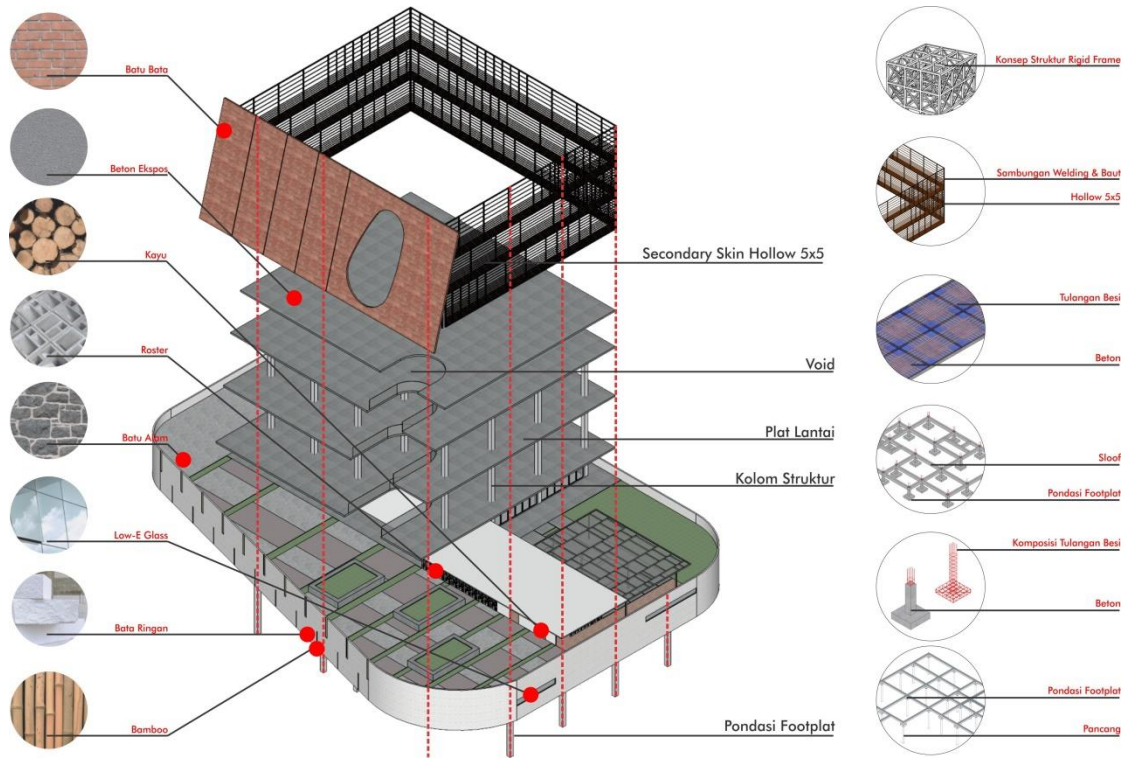 Batu Bata
Beton Ekspos
Kayu
Roster
Batu Alam
Low-E Glass
Bata Ringan
Bamboo
Secondary Skin Hollow 5x5
Void
Plat Lantai
Kolom Struktur
Pondasi Footplat
Konsep Struktur Rigid Frame
Sambungan Welding & Baut
Hollow 5x5
Tulangan Besi
Beton
Sloof
Pondasi Footplat
Komposisi Tulangan Besi
Beton
Pondasi Footplat
Pancang